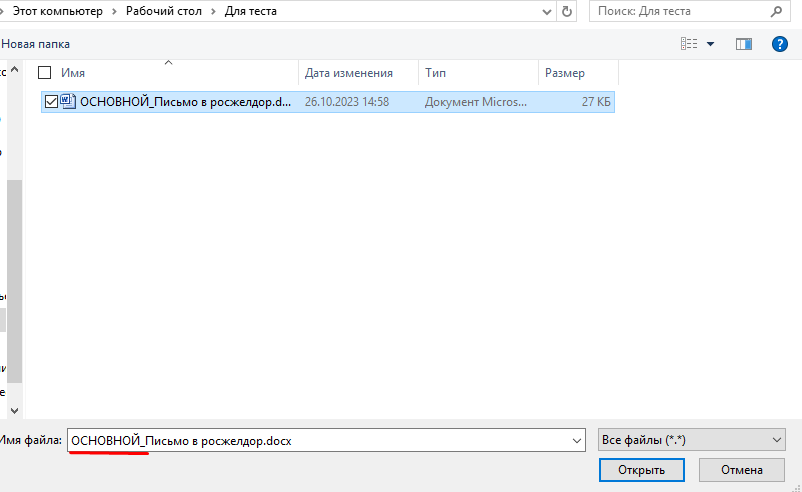 Этот компьютер > Рабочий стол > Для теста
Поиск: Для теста
Новая папка
Имя
Дата изменения
Тип
Размер
ОСНОВНОЙ_Письмо в росжелдор.d...
26.10.2023 14:58
Документ Micros...
27 КБ
Имя файла:
ОСНОВНОЙ_Письмо в росжелдор.docx
Все файлы (*.*)
Открыть
Отмена